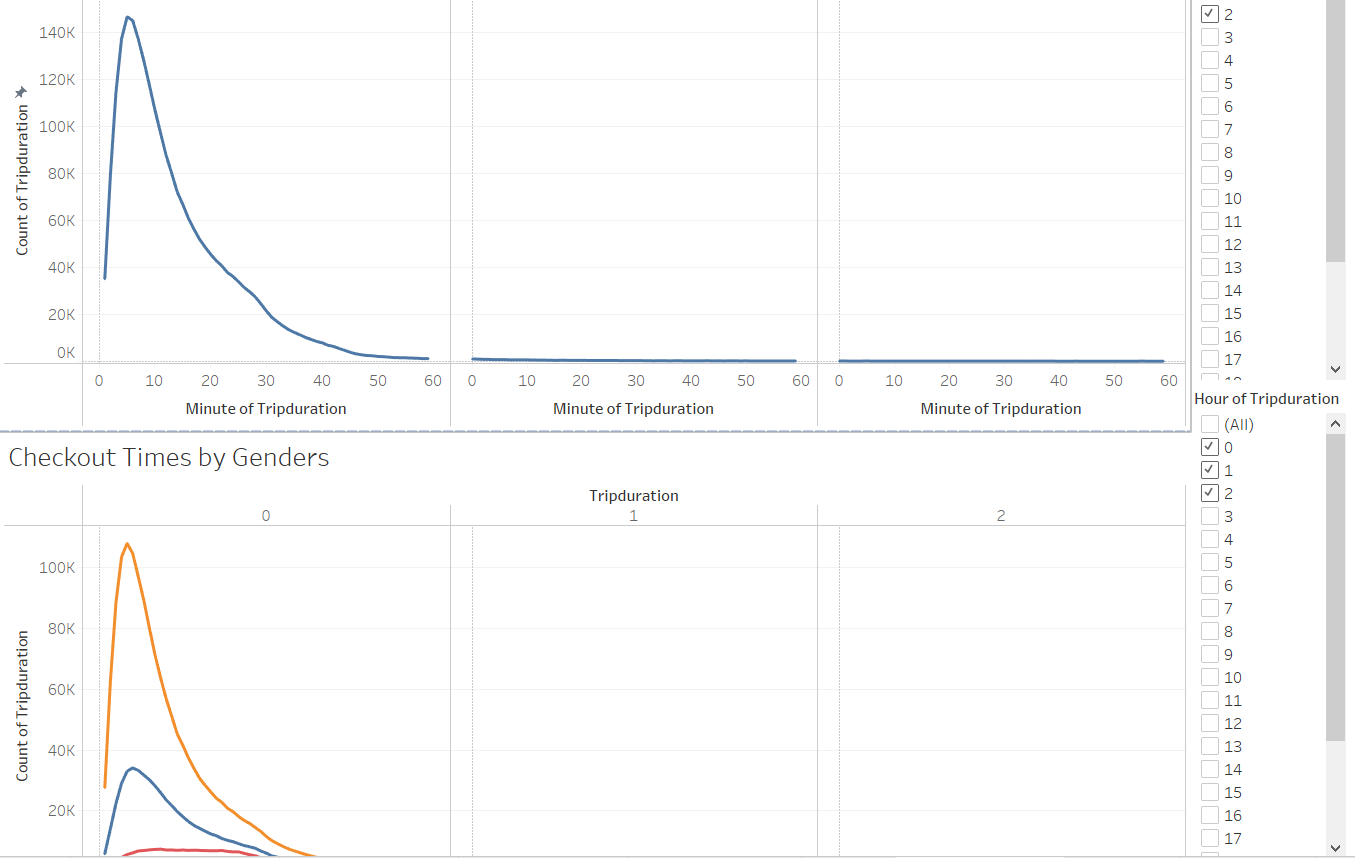 140K
120K
100K
80K
60K
40K
20K
0K
Count of Tripduration
0 10 20 30 40 50 60
0 10 20 30 40 50 60
0 10 20 30 40 50 60
Minute of Tripduration
Minute of Tripduration
Minute of Tripduration
2
3
4
5
6
7
8
9
10
11
12
13
14
15
16
17
Checkout Times by Genders
Tripduration
0
1
2
100K
80K
60K
40K
20K
Count of Tripduration
Hour of Tripduration
(All)
0
1
2
3
4
5
6
7
8
9
10
11
12
13
14
15
16
17